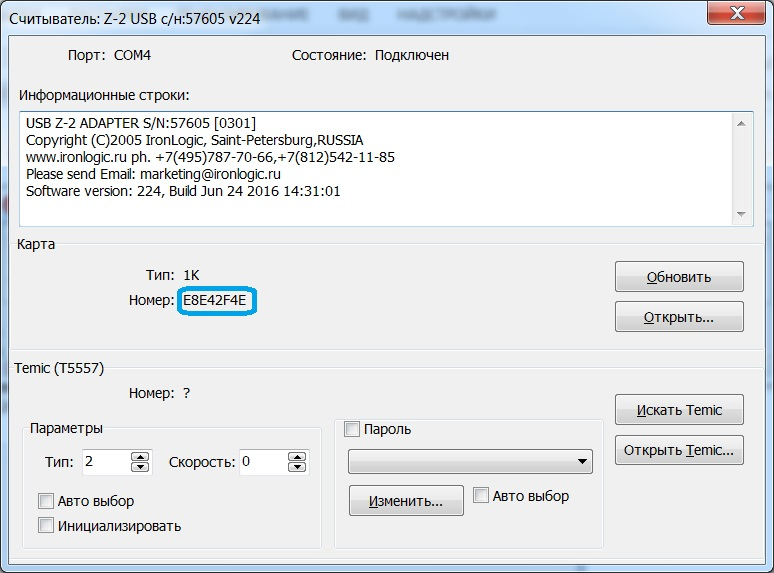 Считыватель: Z-2 USB с/н:57605 v224
ВИД НАДСТРОЙКИ
Порт: COM4 Состояние: Подключен
Информационные строки:
USB Z-2 ADAPTER S/N:57605 [0301]
Copyright (C)2005 IronLogic, Saint-Petersburg,RUSSIA
www.ironlogic.ru ph. +7(495)787-70-66,+7(812)542-11-85
Please send Email: marketing@ironlogic.ru
Software version: 224, Build Jun 24 2016 14:31:01
Карта
Тип: 1K
Обновить
Номер: E8E42F4E
Открыть...
Temic (T5557)
Номер: ?
Искать Temic
Параметры
Пароль
Открыть Temic...
Тип: 2 Скорость: 0
Изменить... Авто выбор
Авто выбор
Инициализировать